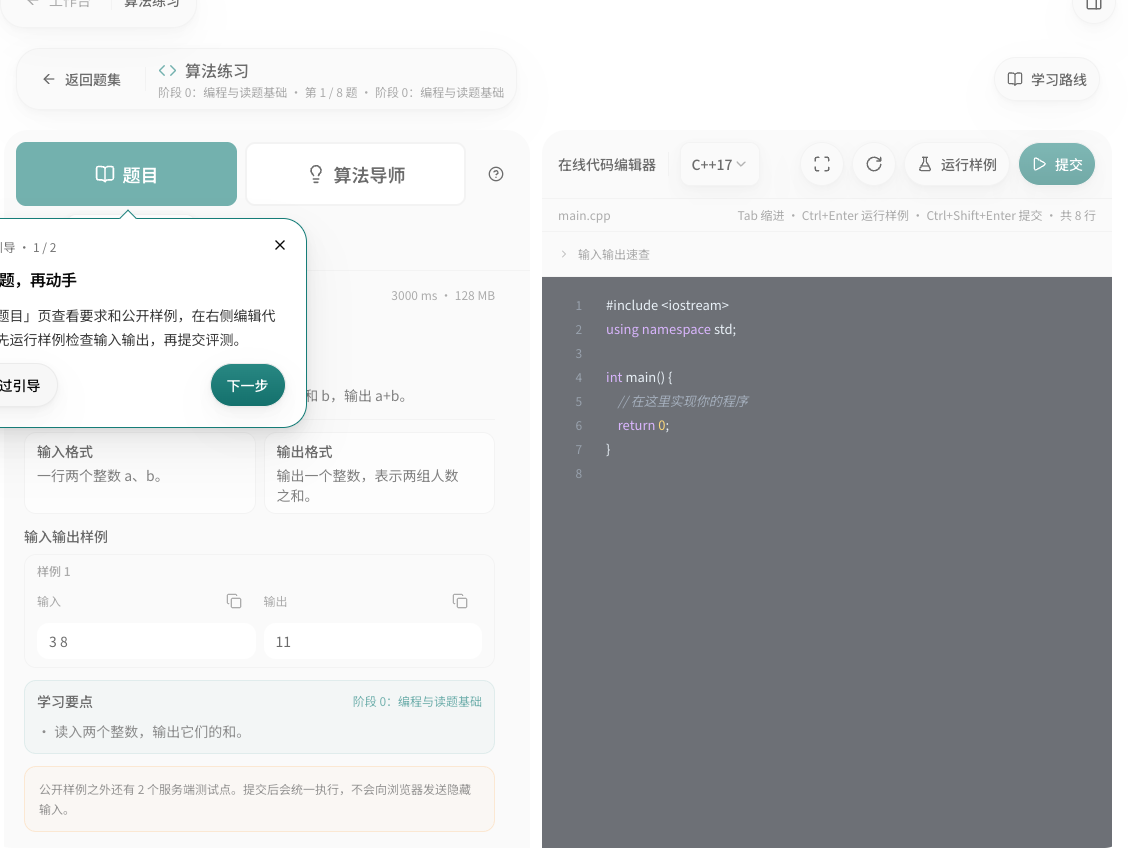 工作台 算法练习
返回题集
算法练习
阶段 0：编程与读题基础 · 第 1 / 8 题 · 阶段 0：编程与读题基础
学习路线
题目
算法导师
引导 · 1 / 2
题，再动手
题目」页查看要求和公开样例，在右侧编辑代
先运行样例检查输入输出，再提交评测。
过引导
下一步
3000 ms · 128 MB
和 b，输出 a+b。
输入格式
一行两个整数 a、b。
输出格式
输出一个整数，表示两组人数
之和。
输入输出样例
样例 1
输入
输出
3 8
11
学习要点
阶段 0：编程与读题基础
· 读入两个整数，输出它们的和。
公开样例之外还有 2 个服务端测试点。提交后会统一执行，不会向浏览器发送隐藏
输入。
在线代码编辑器
C++17
运行样例
提交
main.cpp
Tab 缩进 · Ctrl+Enter 运行样例 · Ctrl+Shift+Enter 提交 · 共 8 行
输入输出速查
1 #include <iostream>
2 using namespace std;
3
4 int main() {
5 // 在这里实现你的程序
6 return 0;
7 }
8